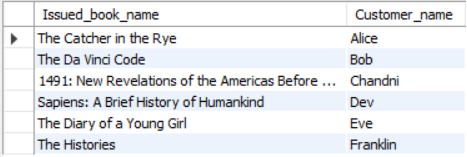 Issued_book_name Customer_name
The Catcher in the Rye Alice
The Da Vinci Code Bob
1491: New Revelations of the Americas Before ... Chandni
Sapiens: A Brief History of Humankind Dev
The Diary of a Young Girl Eve
The Histories Franklin